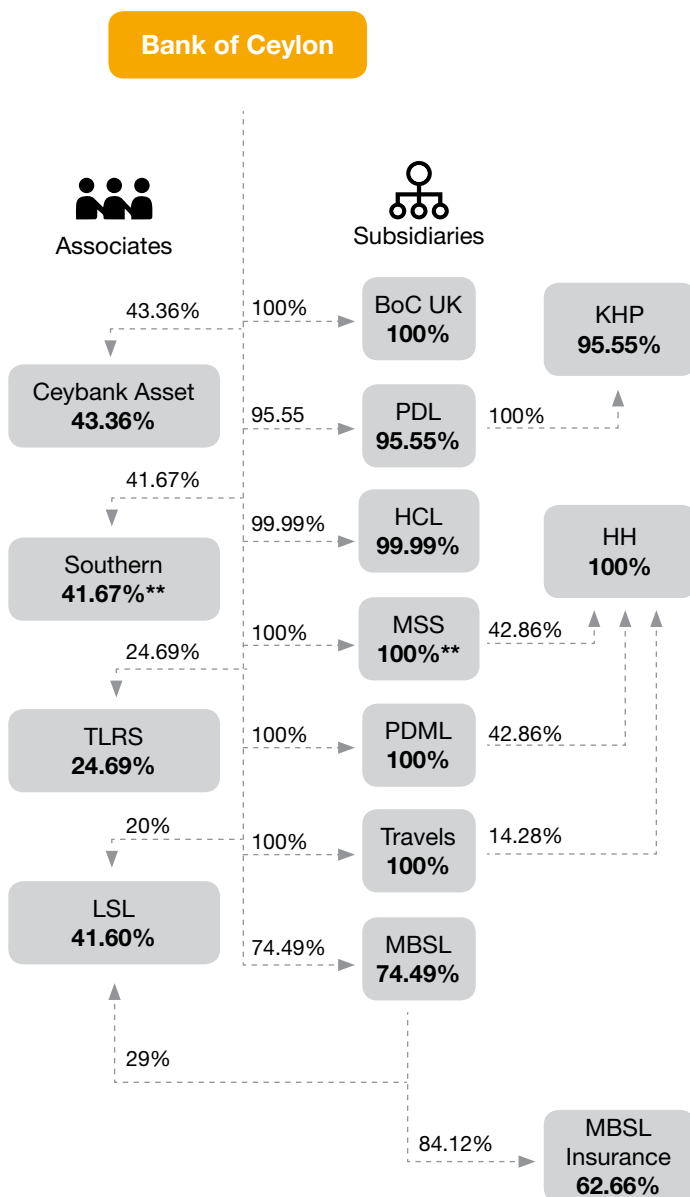 Bank of Ceylon
Associates
Subsidiaries
43.36%
100%
BoC UK
100%
KHP
95.55%
Ceybank Asset
43.36%
95.55
PDL
95.55%
100%
41.67%
99.99%
HCL
99.99%
Southern
41.67%**
HH
100%
24.69%
100%
MSS
100%**
42.86%
TLRS
24.69%
100%
PDML
100%
42.86%
20%
100%
Travels
100%
14.28%
LSL
41.60%
74.49%
MBSL
74.49%
29%
84.12%
MBSL
Insurance
62.66%